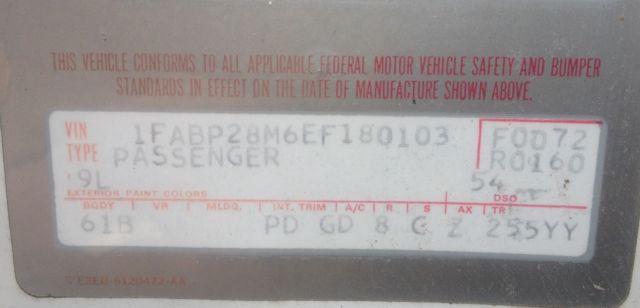 THIS VEHICLE CONFORMS TO ALL APPLICABLE FEDERAL MOTOR VEHICLE SAFETY AND BUMPER
STANDARDS IN EFFECT ON THE DATE OF MANUFACTURE SHOWN ABOVE.
VIN 1FABP28M6EF180103 F0D72
TYPE PASSENGER R0160
9L 54
EXTERIOR PAINT COLORS DSO
BODY VR MLDG. INT. TRIM A/C R S AX TR
61B PD GD 8 G Z 255YY